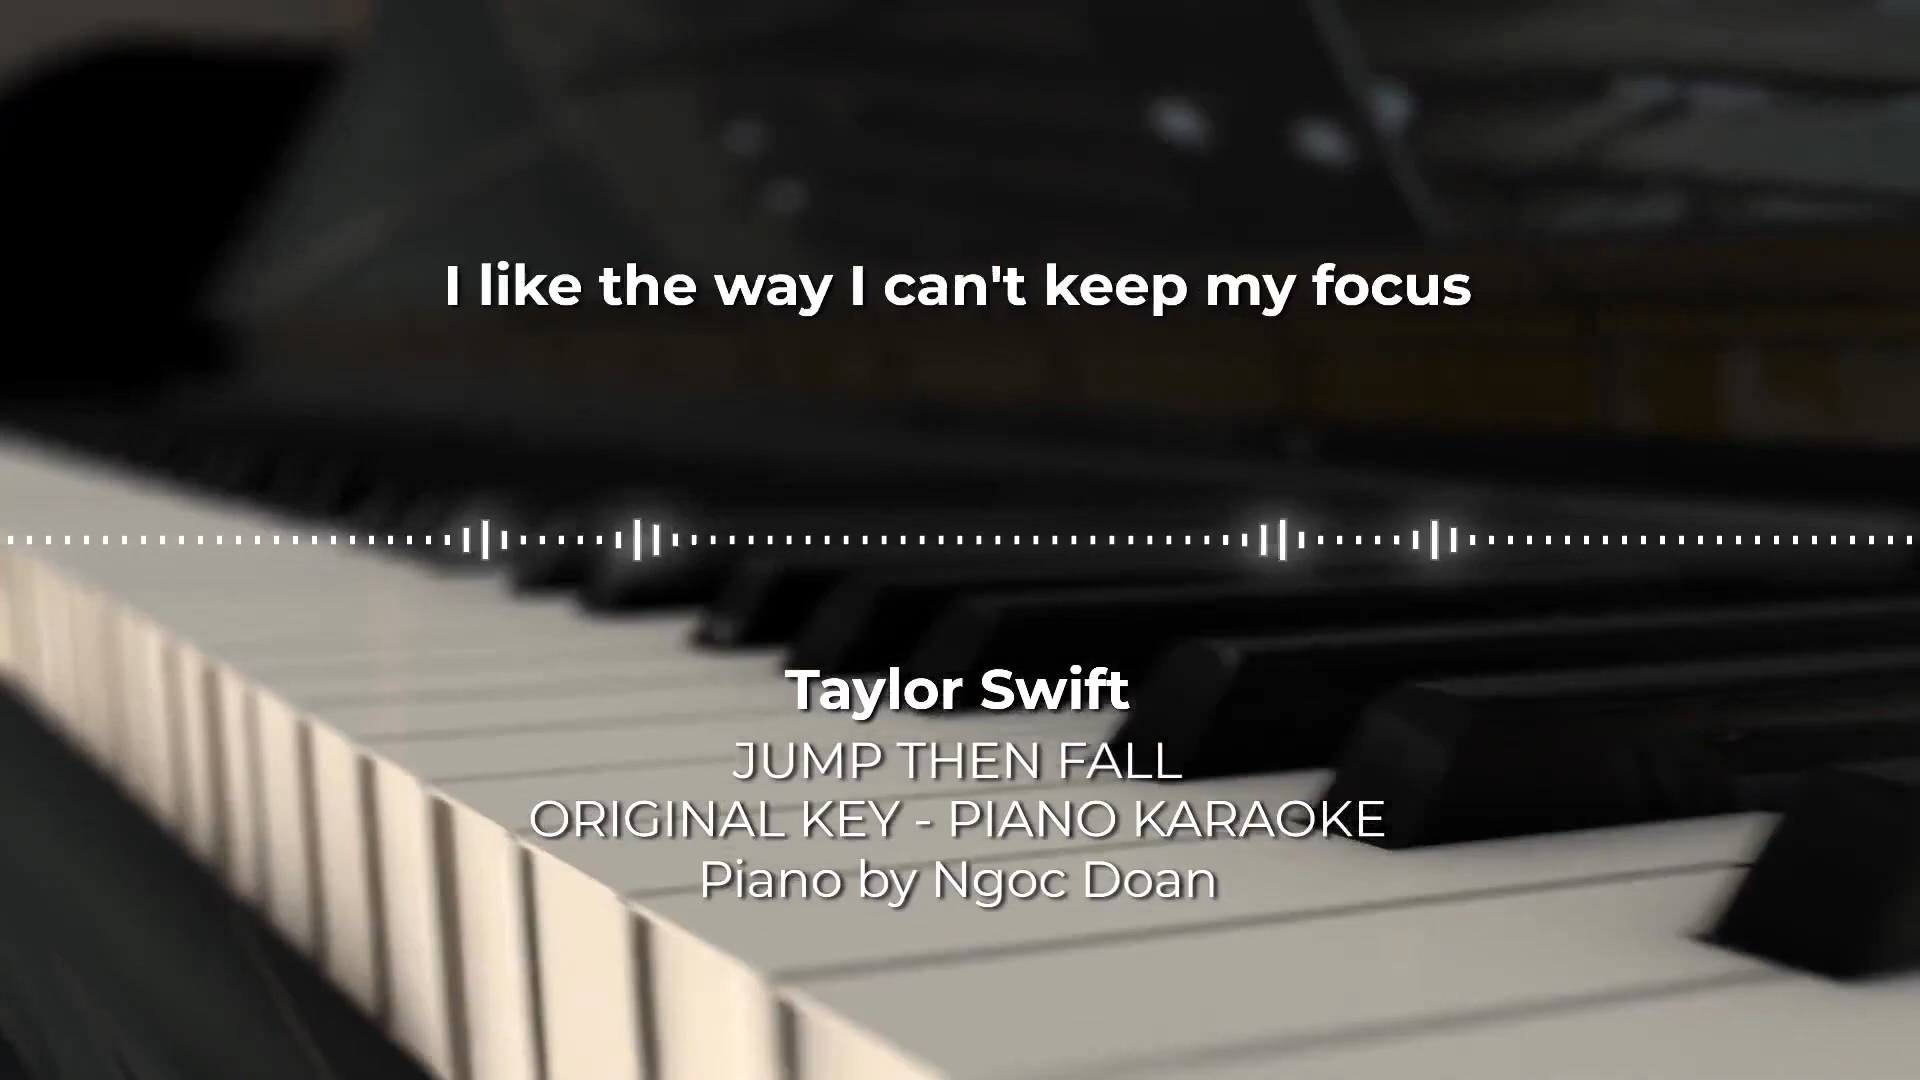 I like the way I can't keep my focus
Taylor Swift
JUMP THEN FALL
ORIGINAL KEY - PIANO KARAOKE
Piano by Ngoc Doan